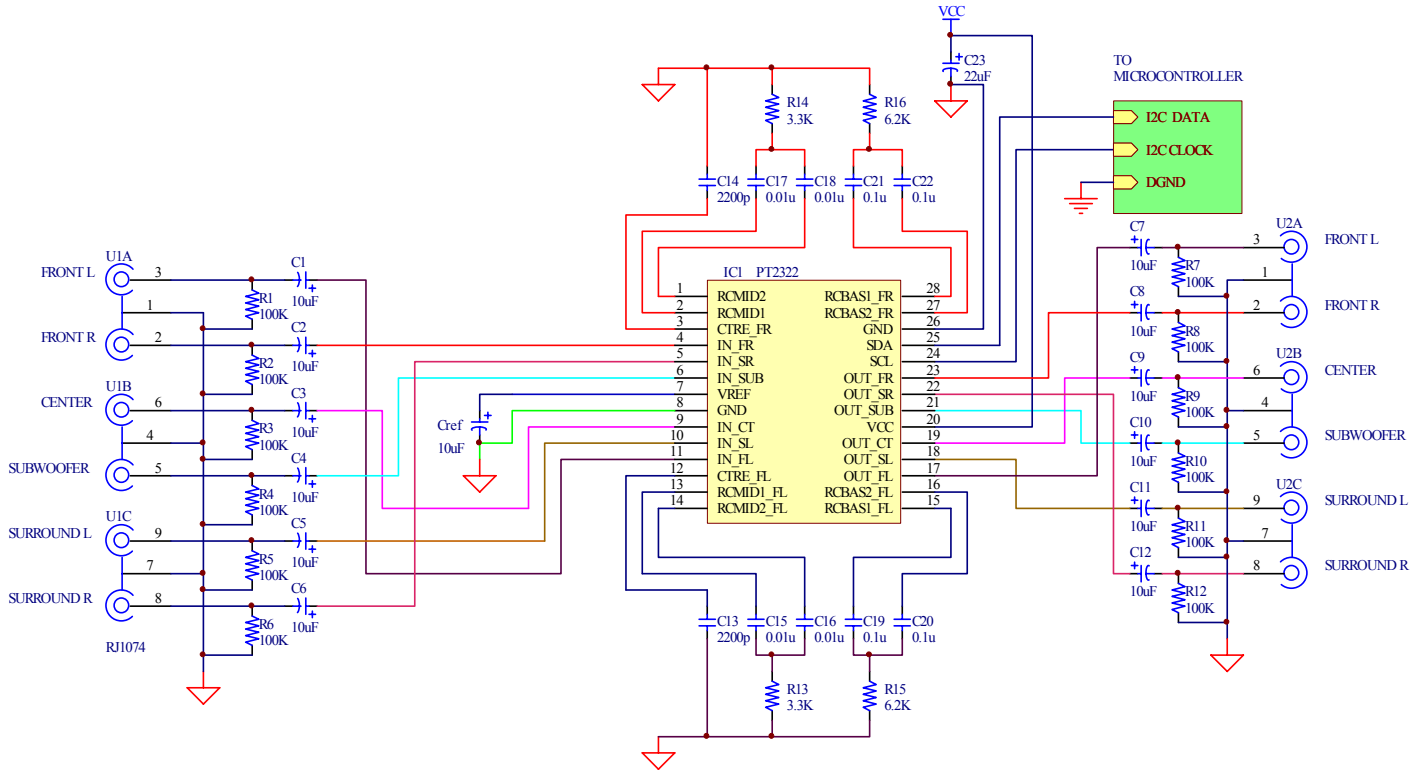 VCC
C23
22uF
TO
MICROCONTROLLER
I2C DATA
I2C CLOCK
DGND
R14
3.3K
R16
6.2K
C14
2200p
C17
0.01u
C18
0.01u
C21
0.1u
C22
0.1u
U1A
FRONT L
3
1
FRONT R
2
U1B
CENTER
6
4
SUBWOOFER
5
U1C
SURROUND L
9
7
SURROUND R
8
RJ1074
C1
10uF
R1
100K
C2
10uF
R2
100K
C3
10uF
R3
100K
C4
10uF
R4
100K
C5
10uF
R5
100K
C6
10uF
R6
100K
Cref
10uF
IC1 PT2322
1 RCMID2
2 RCMID1
3 CTRE_FR
4 IN_FR
5 IN_SR
6 IN_SUB
7 VREF
8 GND
9 IN_CT
10 IN_SL
11 IN_FL
12 CTRE_FL
13 RCMID1_FL
14 RCMID2_FL
RCBAS1_FR 28
RCBAS2_FR 27
GND 26
SDA 25
SCL 24
OUT_FR 23
OUT_SR 22
OUT_SUB 21
VCC 20
OUT_CT 19
OUT_SL 18
OUT_FL 17
RCBAS2_FL 16
RCBAS1_FL 15
C7
10uF
R7
100K
C8
10uF
R8
100K
C9
10uF
R9
100K
C10
10uF
R10
100K
C11
10uF
R11
100K
C12
10uF
R12
100K
U2A
3
FRONT L
1
2
FRONT R
U2B
6
CENTER
4
5
SUBWOOFER
U2C
9
SURROUND L
7
8
SURROUND R
C13
2200p
C15
0.01u
C16
0.01u
C19
0.1u
C20
0.1u
R13
3.3K
R15
6.2K